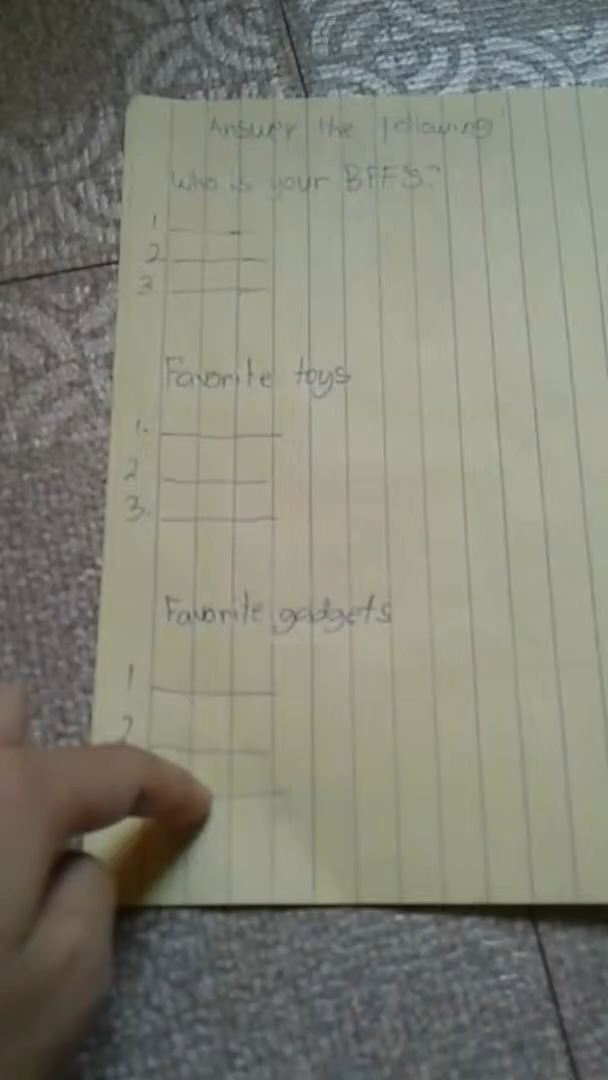 Answer the following
Who is your BFFS?
1
2
3
Favorite toys
1.
2
3.
Favorite gadgets
1
2